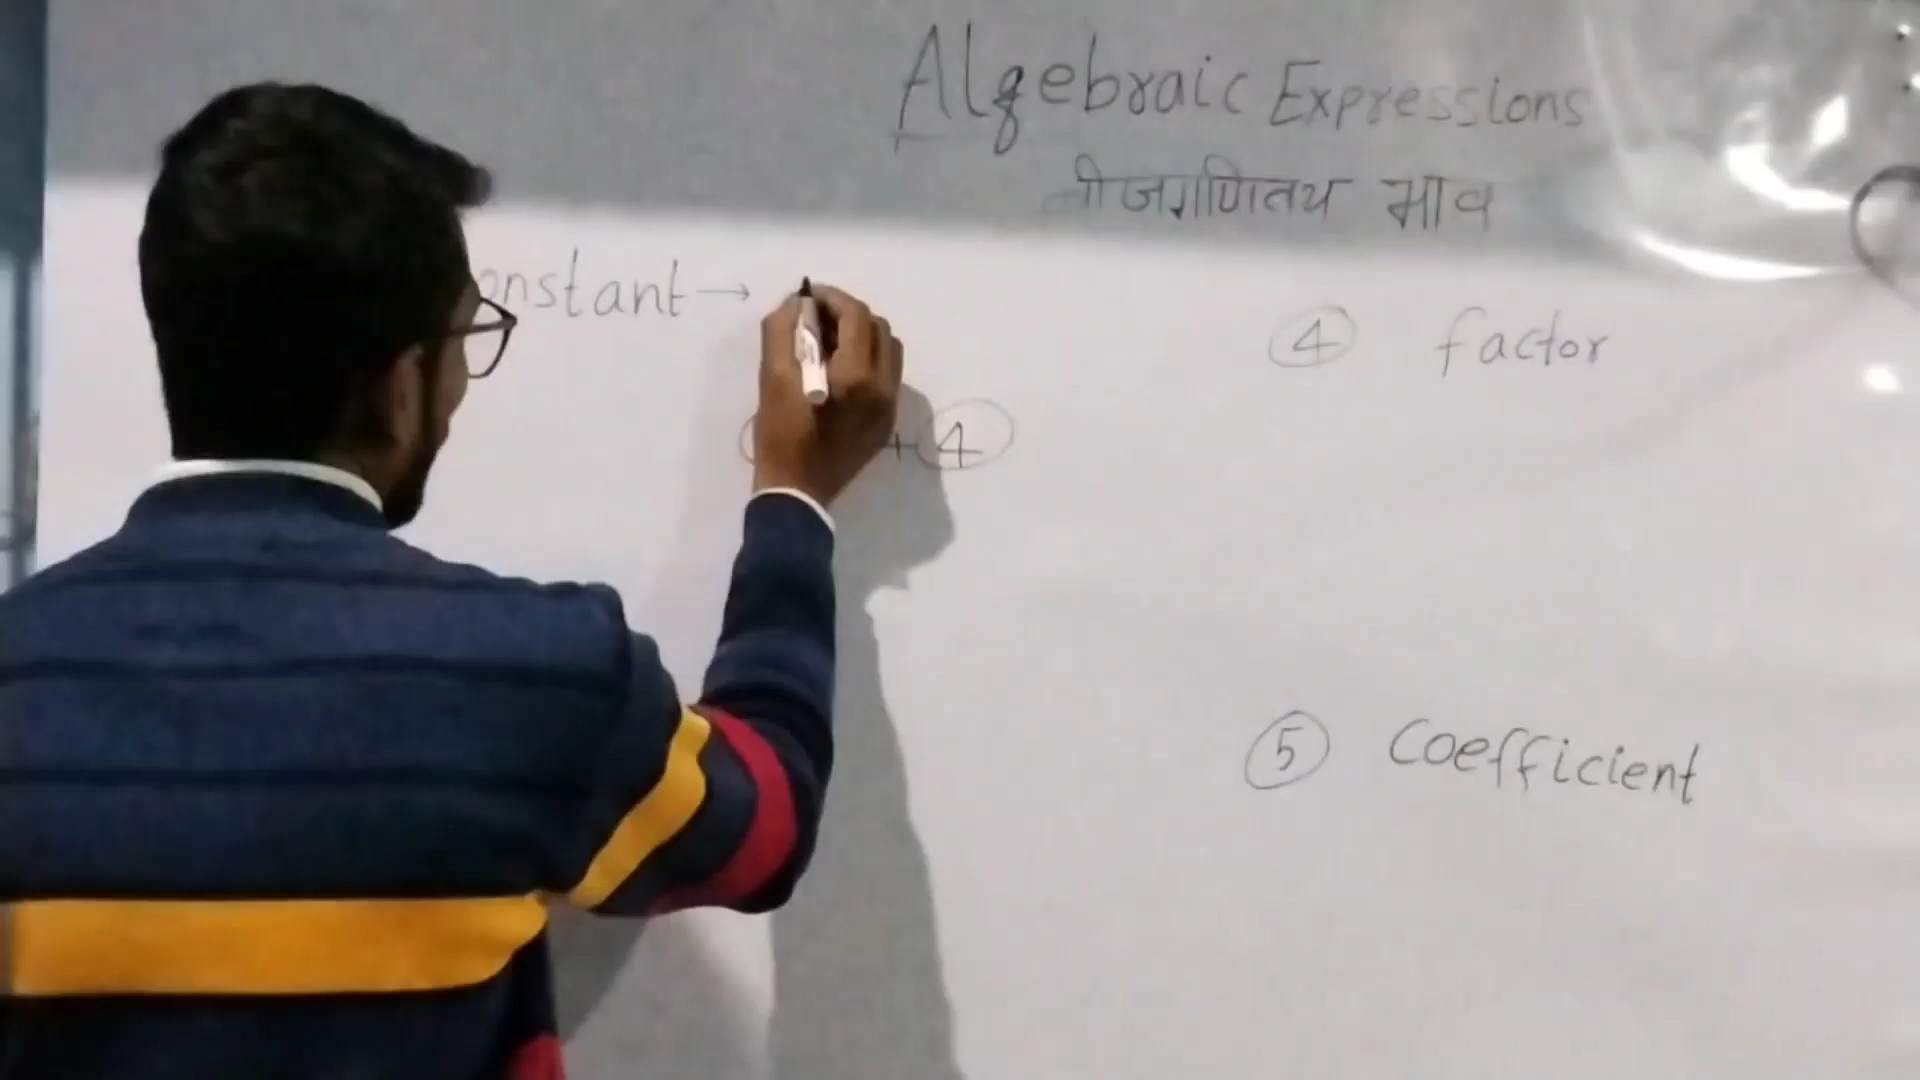 Algebraic Expressions
बीजगणितय भाव
onstant →
+ 4
④ factor
⑤ Coefficient